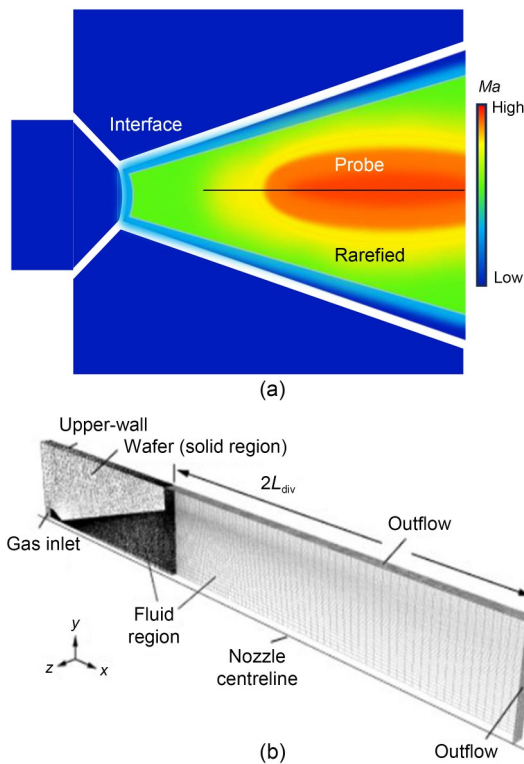 Ma
High
Interface
Probe
Rarefied
Low
(a)
Upper-wall
Wafer (solid region)
2L_div
Outflow
Gas inlet
Fluid
region
y
z
x
Nozzle
centreline
Outflow
(b)